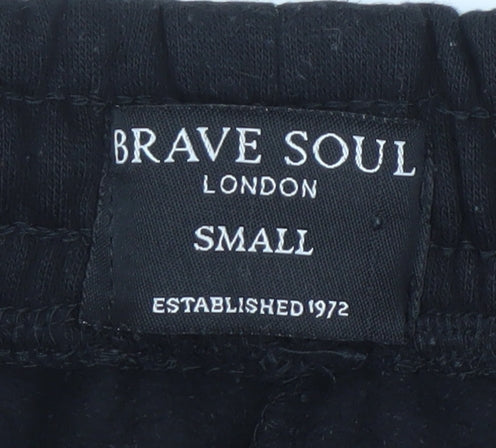 BRAVE SOUL
LONDON
SMALL
ESTABLISHED 1972